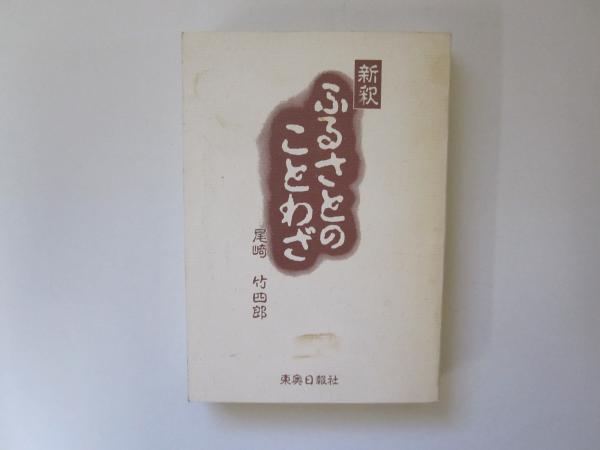 新釈
ふるさとの
ことわざ
尾崎 竹四郎
東奥日報社